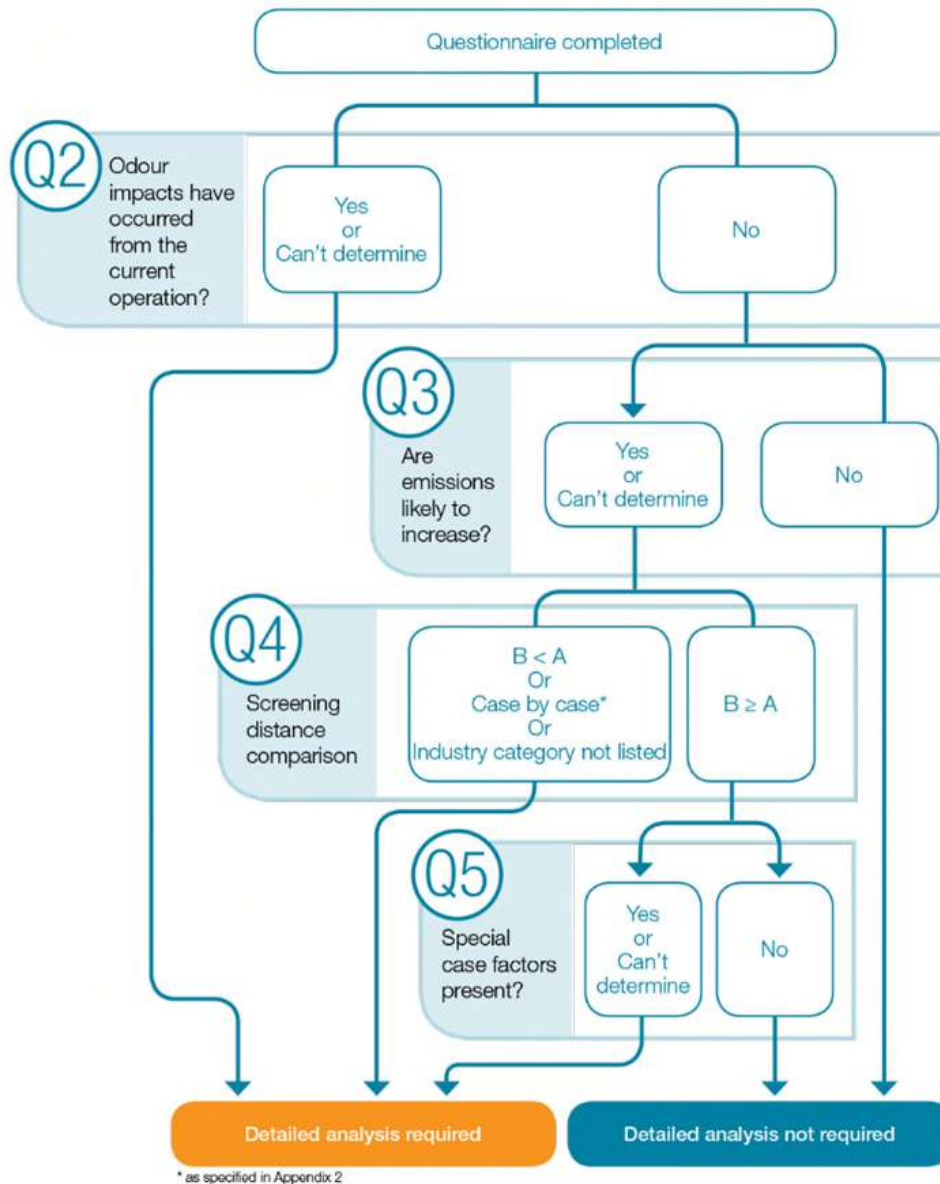 Questionnaire completed
Q2
Odour
impacts have
occurred
from the
current
operation?
Yes
or
Can't determine
No
Q3
Are
emissions
likely to
increase?
Yes
or
Can't determine
No
Q4
Screening
distance
comparison
B < A
Or
Case by case*
Or
Industry category not listed
B ≥ A
Q5
Special
case factors
present?
Yes
or
Can't
determine
No
Detailed analysis required
Detailed analysis not required
* as specified in Appendix 2